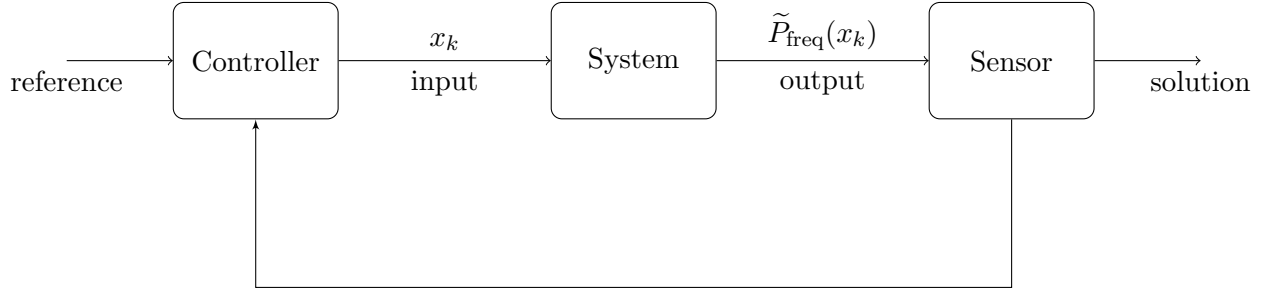 reference
Controller
$x_k$
input
System
$\widetilde{P}_{\text{freq}}(x_k)$
output
Sensor
solution